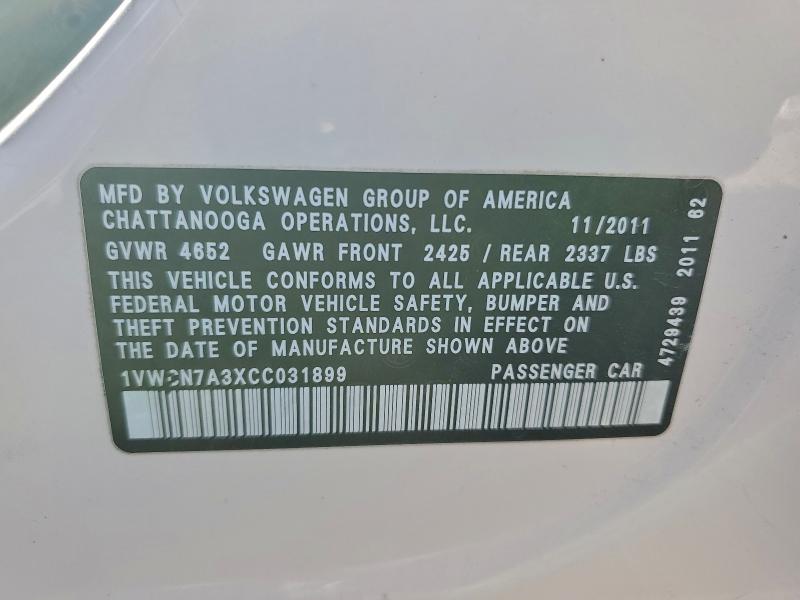 MFD BY VOLKSWAGEN GROUP OF AMERICA
CHATTANOOGA OPERATIONS, LLC. 11/2011
GVWR 4652 GAWR FRONT 2425 / REAR 2337 LBS
THIS VEHICLE CONFORMS TO ALL APPLICABLE U.S.
FEDERAL MOTOR VEHICLE SAFETY, BUMPER AND
THEFT PREVENTION STANDARDS IN EFFECT ON
THE DATE OF MANUFACTURE SHOWN ABOVE
1VWCN7A3XCC031899 PASSENGER CAR
4729439 2011 62